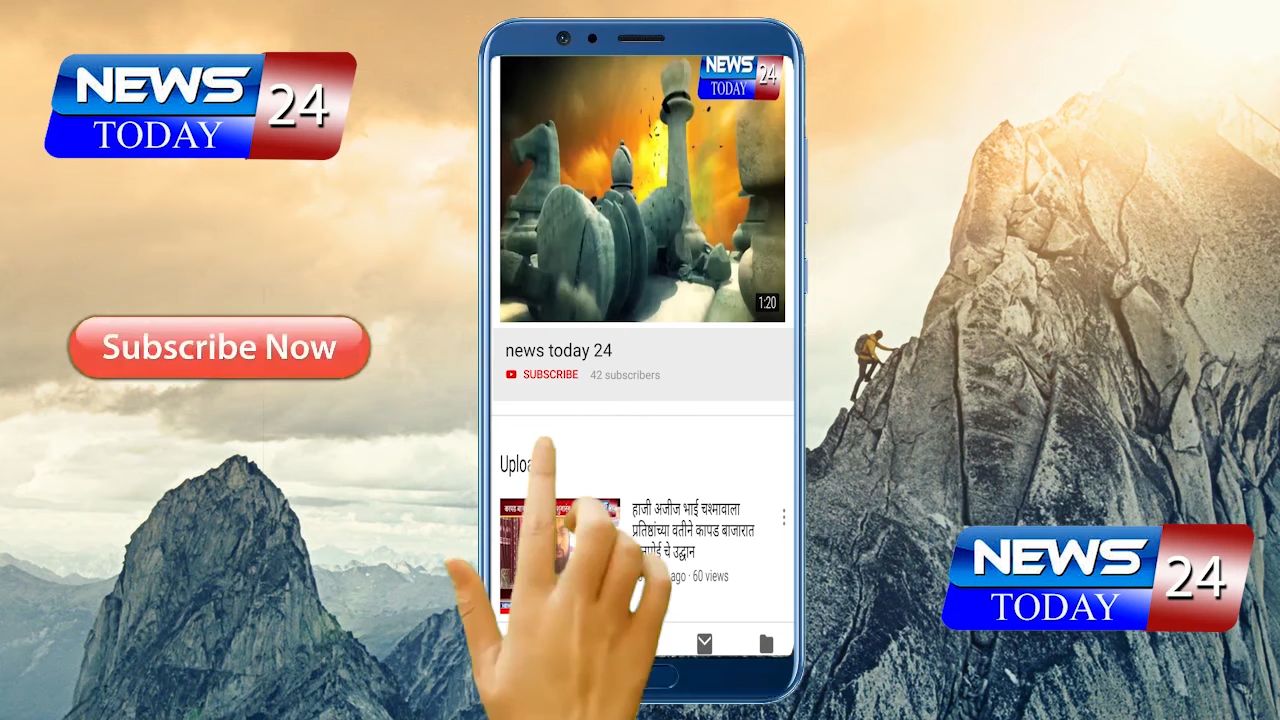 NEWS
TODAY
24
Subscribe Now
NEWS
TODAY
24
1:20
news today 24
SUBSCRIBE 42 subscribers
हाजी अजीज भाई चश्मावाला
प्रतिष्ठांच्या वतीने कापड बाजारात
चे उद्धान
ago · 60 views
NEWS
TODAY
24